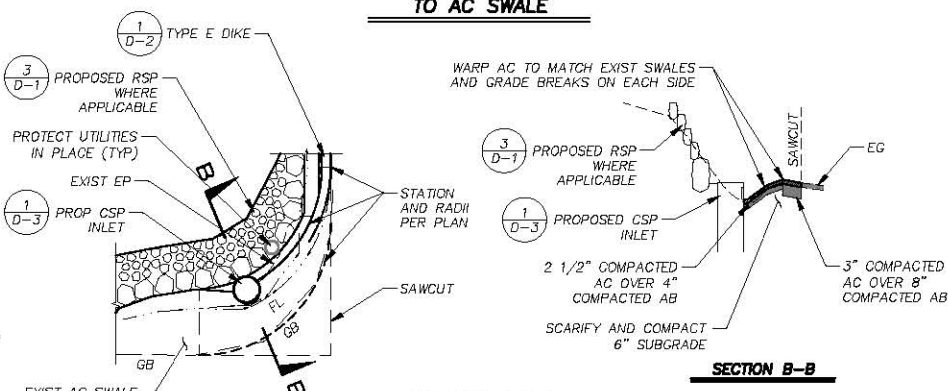 TO AC SWALE
1
D-2
TYPE E DIKE
3
D-1
PROPOSED RSP
WHERE
APPLICABLE
PROTECT UTILITIES
IN PLACE (TYP)
B
EXIST EP
1
D-3
PROP CSP
INLET
STATION
AND RADII
PER PLAN
SAWCUT
FL
GB
GB
EXIST AC SWALE
B
WARP AC TO MATCH EXIST SWALES
AND GRADE BREAKS ON EACH SIDE
SAWCUT
EG
3
D-1
PROPOSED RSP
WHERE
APPLICABLE
1
D-3
PROPOSED CSP
INLET
2 1/2" COMPACTED
AC OVER 4"
COMPACTED AB
3" COMPACTED
AC OVER 8"
COMPACTED AB
SCARIFY AND COMPACT
6" SUBGRADE
SECTION B-B